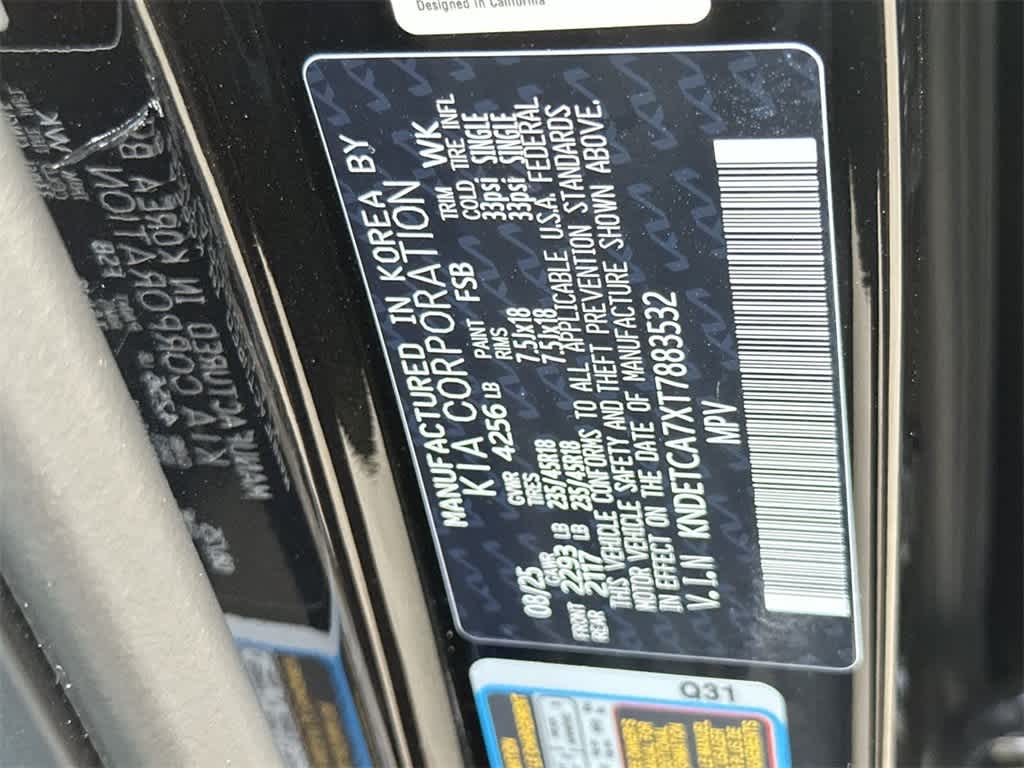 Designed in California
MANUFACTURED IN KOREA BY
KIA CORPORATION
08/25 GVWR 4256 LB PAINT FSB TRIM WK
GAWR TIRES RIMS COLD TIRE INFL
FRONT 2293 LB 235/45R18 7.5Jx18 33psi SINGLE
REAR 2117 LB 235/45R18 7.5Jx18 33psi SINGLE
THIS VEHICLE CONFORMS TO ALL APPLICABLE U.S.A. FEDERAL
MOTOR VEHICLE SAFETY AND THEFT PREVENTION STANDARDS
IN EFFECT ON THE DATE OF MANUFACTURE SHOWN ABOVE.
V.I.N KNDETCA7XT7883532
MPV
Q31